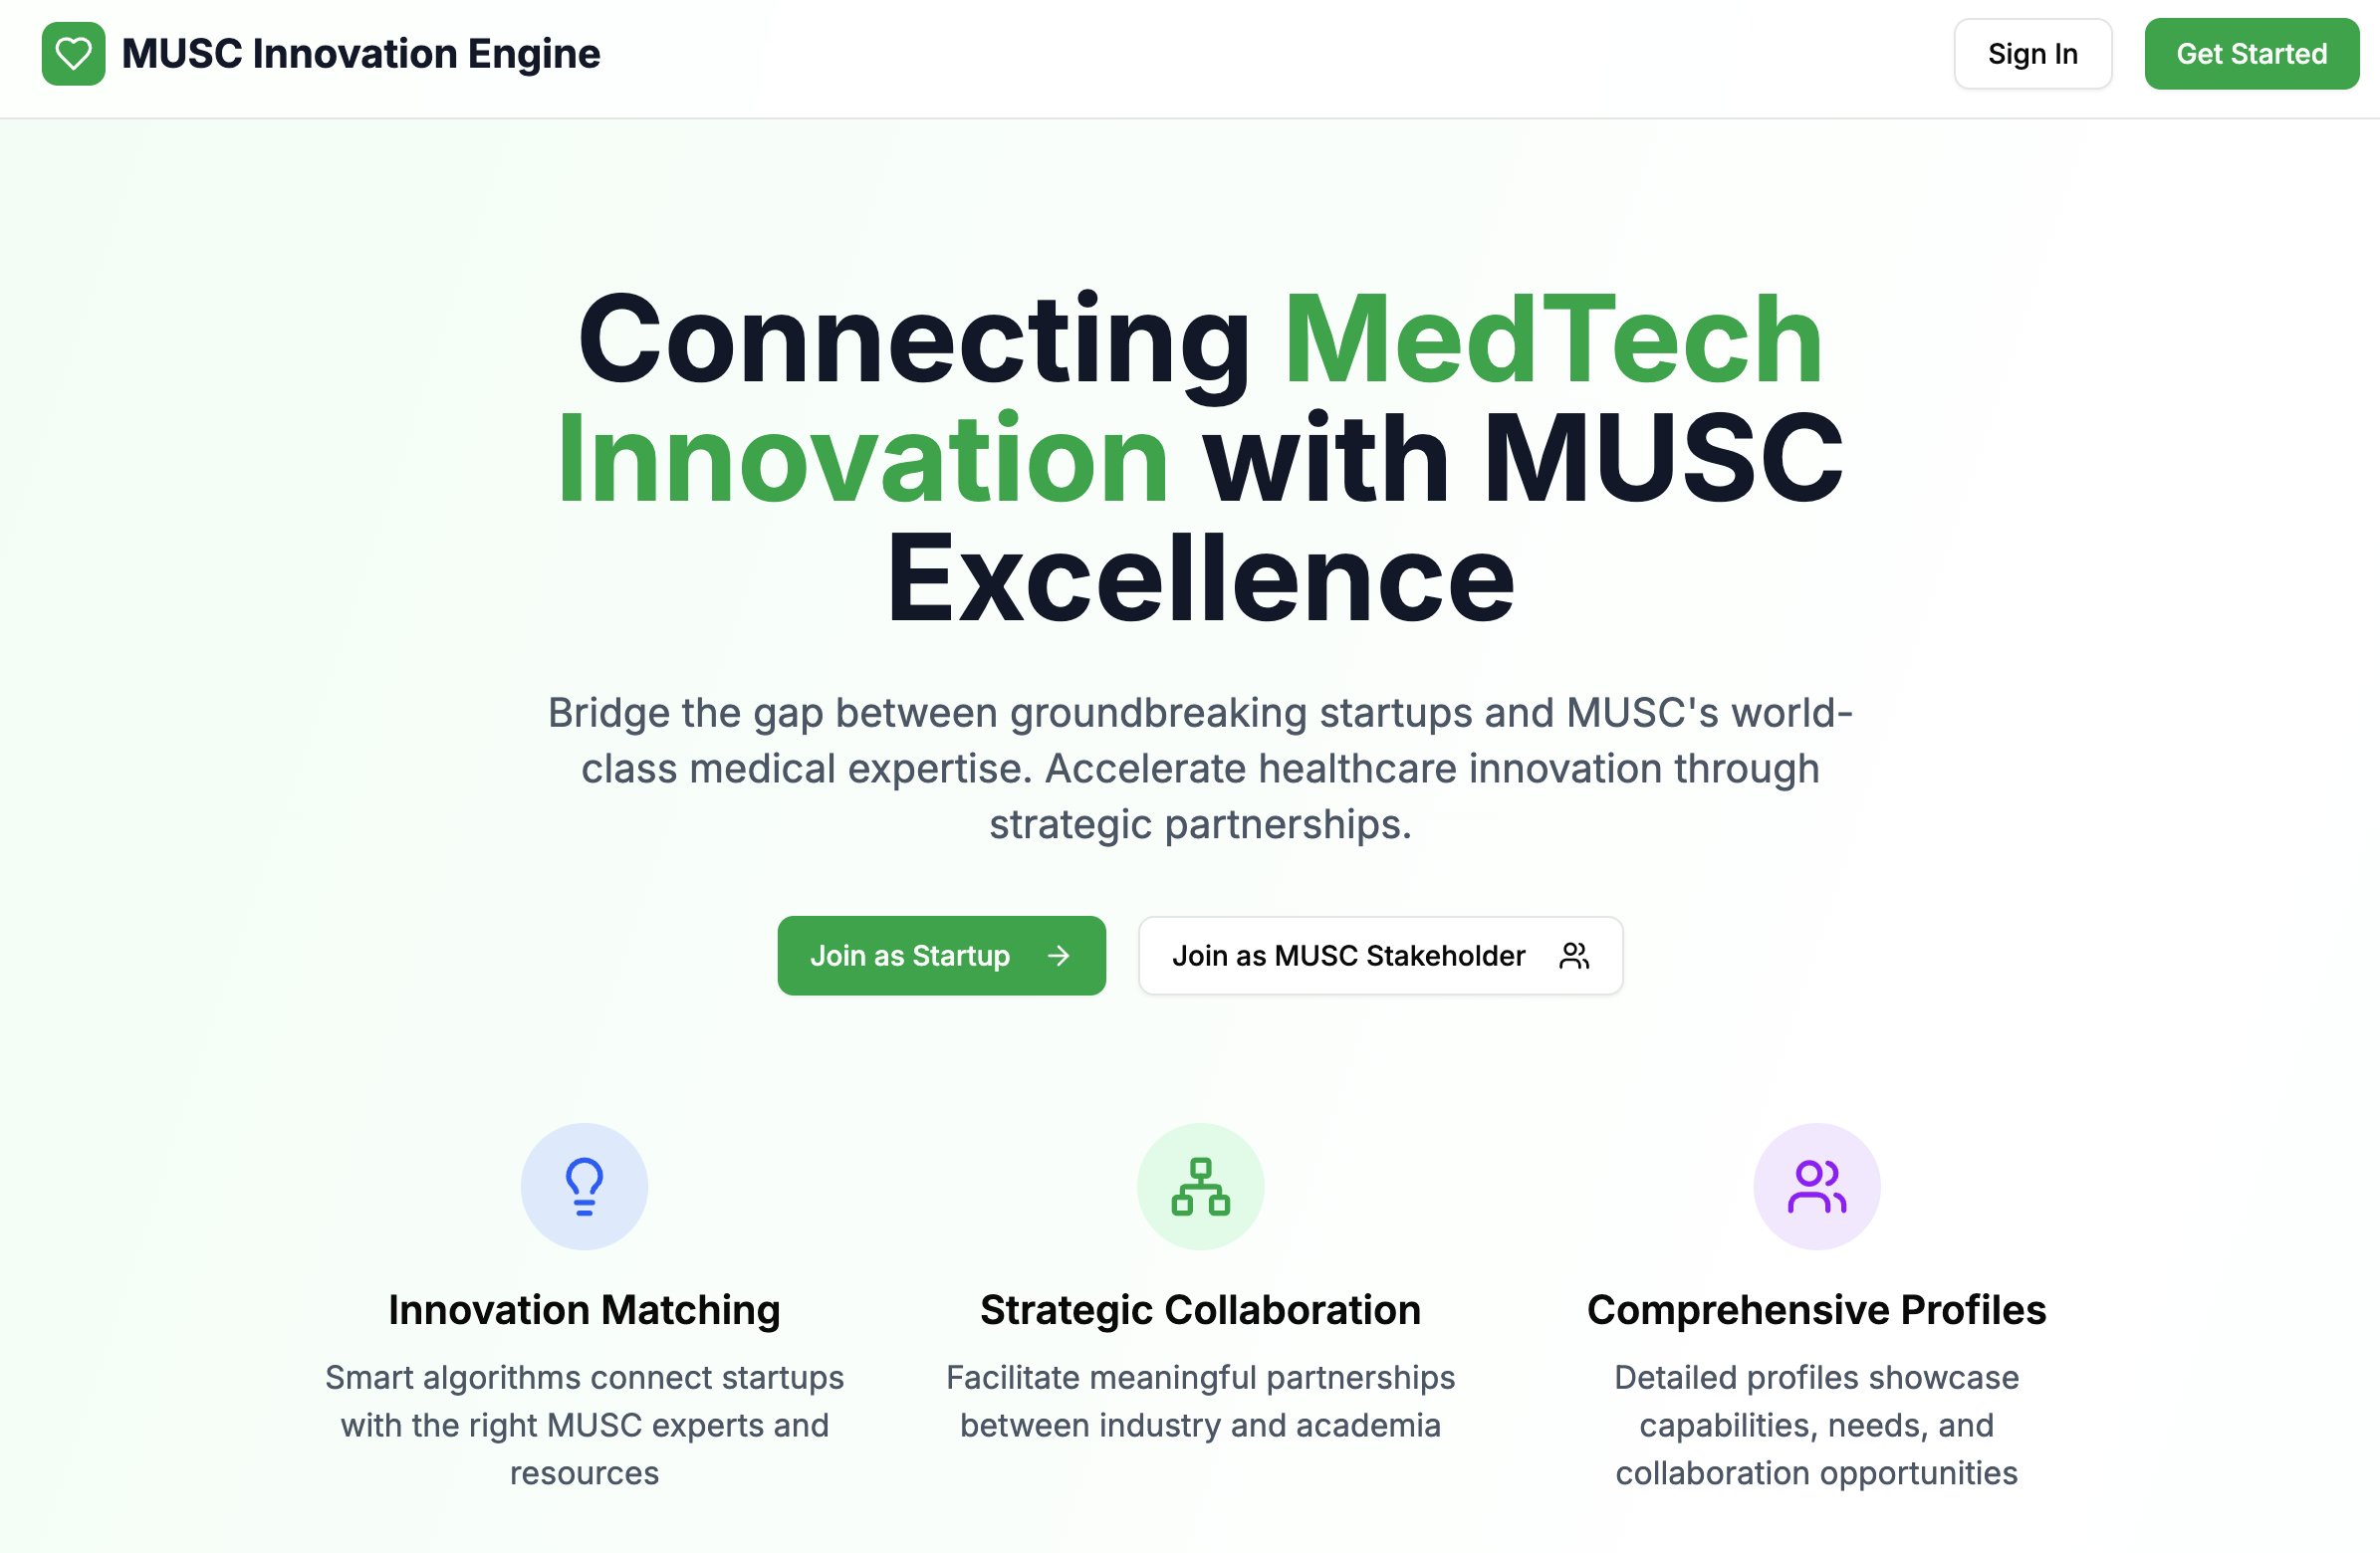 MUSC Innovation Engine
Sign In
Get Started
Connecting MedTech
Innovation with MUSC
Excellence
Bridge the gap between groundbreaking startups and MUSC's world-
class medical expertise. Accelerate healthcare innovation through
strategic partnerships.
Join as Startup
Join as MUSC Stakeholder
Innovation Matching
Smart algorithms connect startups
with the right MUSC experts and
resources
Strategic Collaboration
Facilitate meaningful partnerships
between industry and academia
Comprehensive Profiles
Detailed profiles showcase
capabilities, needs, and
collaboration opportunities